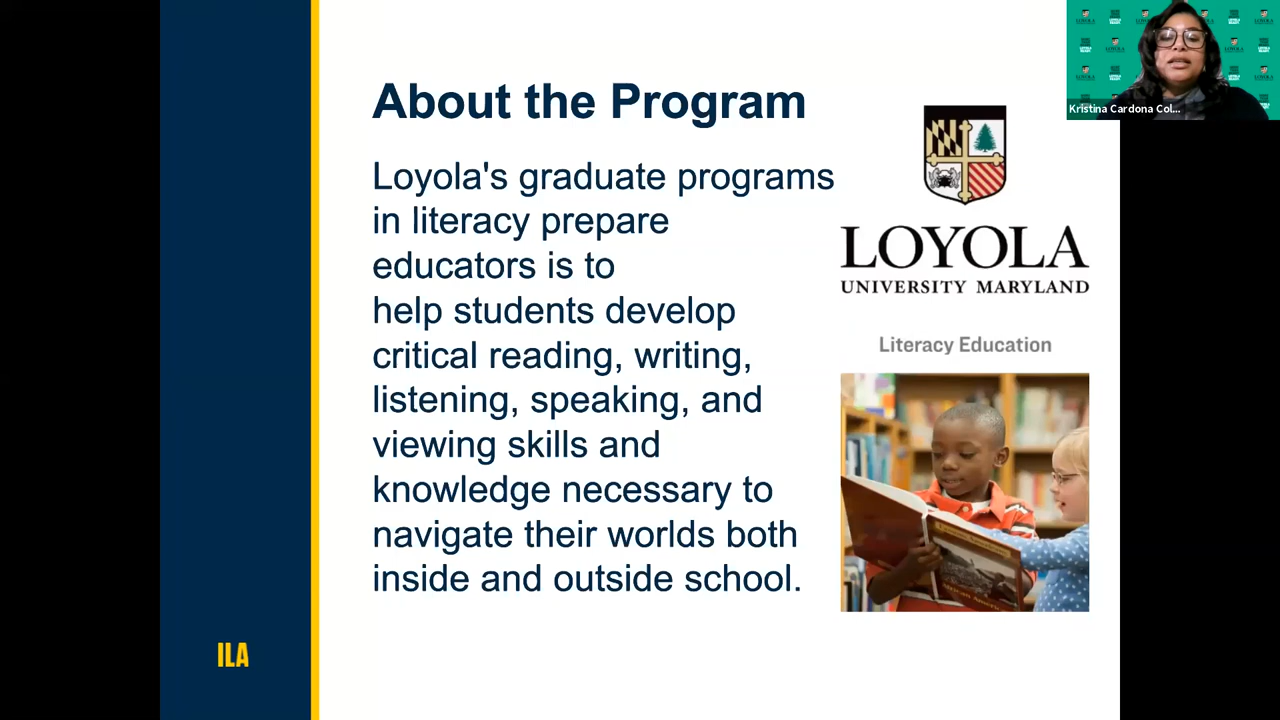 About the Program
Loyola's graduate programs
in literacy prepare
educators is to
help students develop
critical reading, writing,
listening, speaking, and
viewing skills and
knowledge necessary to
navigate their worlds both
inside and outside school.
LOYOLA
UNIVERSITY MARYLAND
Literacy Education
ILA
Kristina Cardona Col...